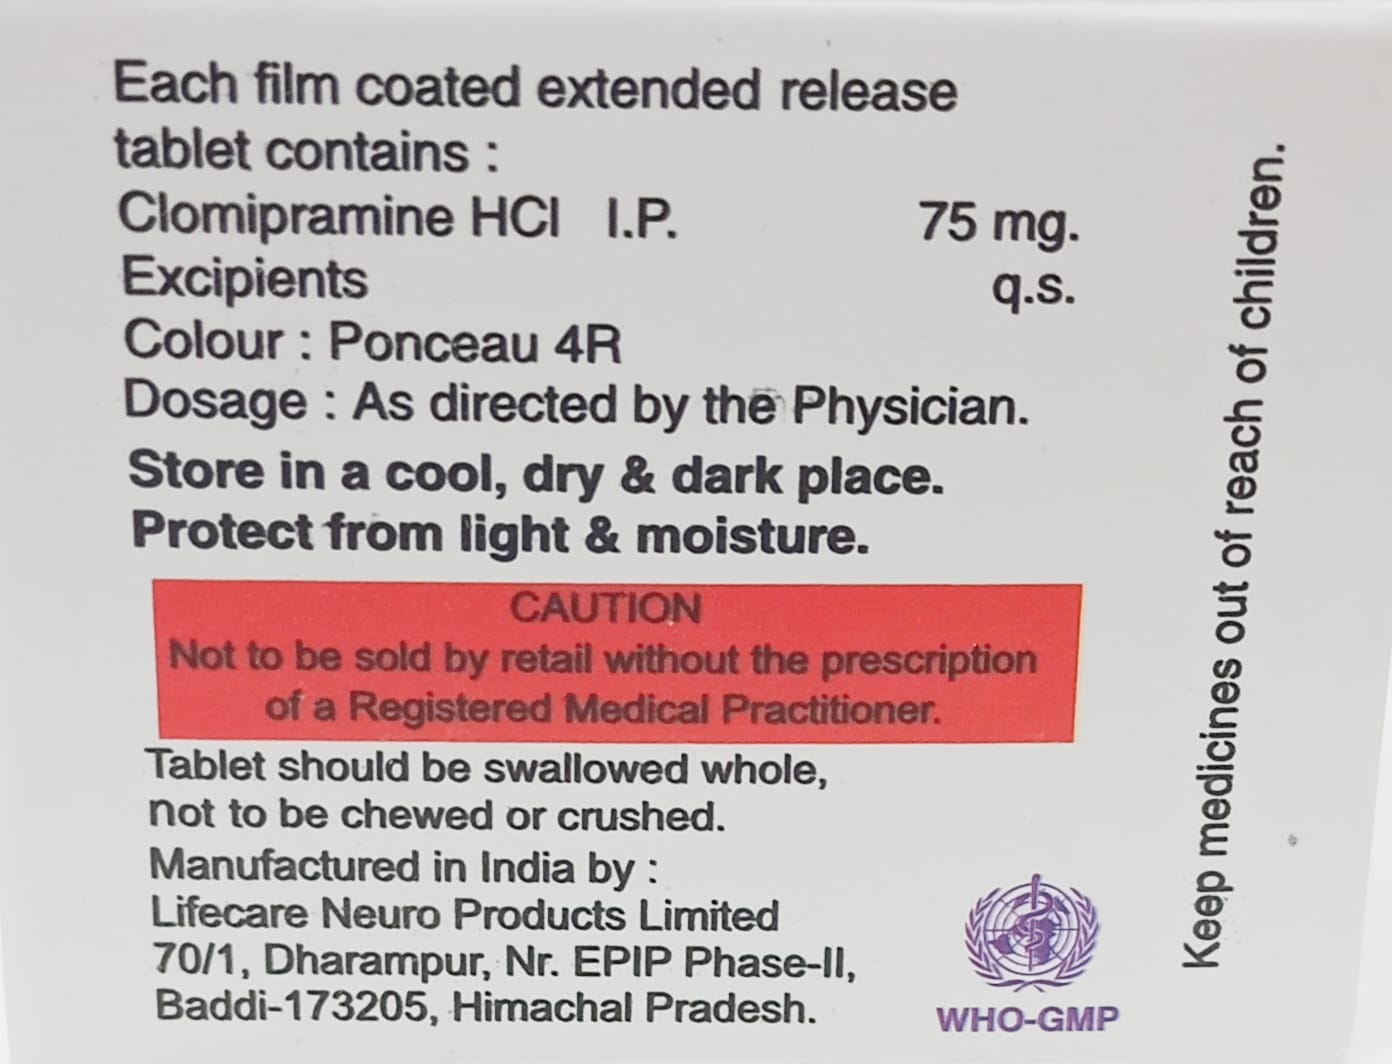 Each film coated extended release
tablet contains :
Clomipramine HCl I.P. 75 mg.
Excipients q.s.
Colour : Ponceau 4R
Dosage : As directed by the Physician.
Store in a cool, dry & dark place.
Protect from light & moisture.
CAUTION
Not to be sold by retail without the prescription
of a Registered Medical Practitioner.
Tablet should be swallowed whole,
not to be chewed or crushed.
Manufactured in India by :
Lifecare Neuro Products Limited
70/1, Dharampur, Nr. EPIP Phase-II,
Baddi-173205, Himachal Pradesh.
WHO-GMP
Keep medicines out of reach of children.